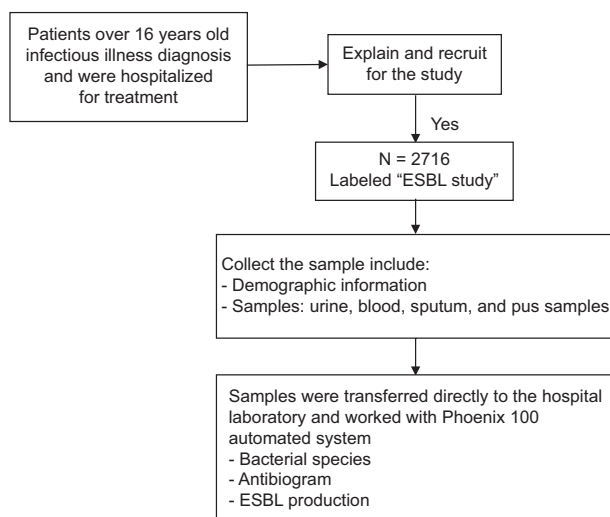 Patients over 16 years old
infectious illness diagnosis
and were hospitalized
for treatment
Explain and recruit
for the study
Yes
N = 2716
Labeled “ESBL study”
Collect the sample include:
- Demographic information
- Samples: urine, blood, sputum, and pus samples
Samples were transferred directly to the hospital
laboratory and worked with Phoenix 100
automated system
- Bacterial species
- Antibiogram
- ESBL production